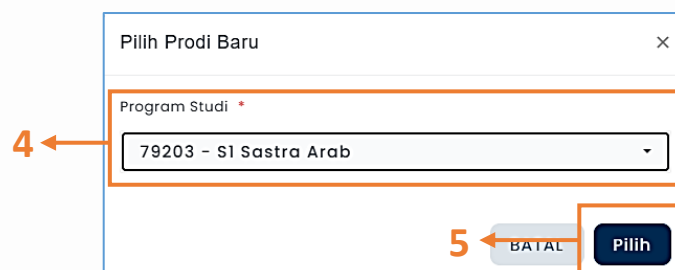 Pilih Prodi Baru ×
Program Studi *
4
79203 - S1 Sastra Arab
5
BATAL Pilih